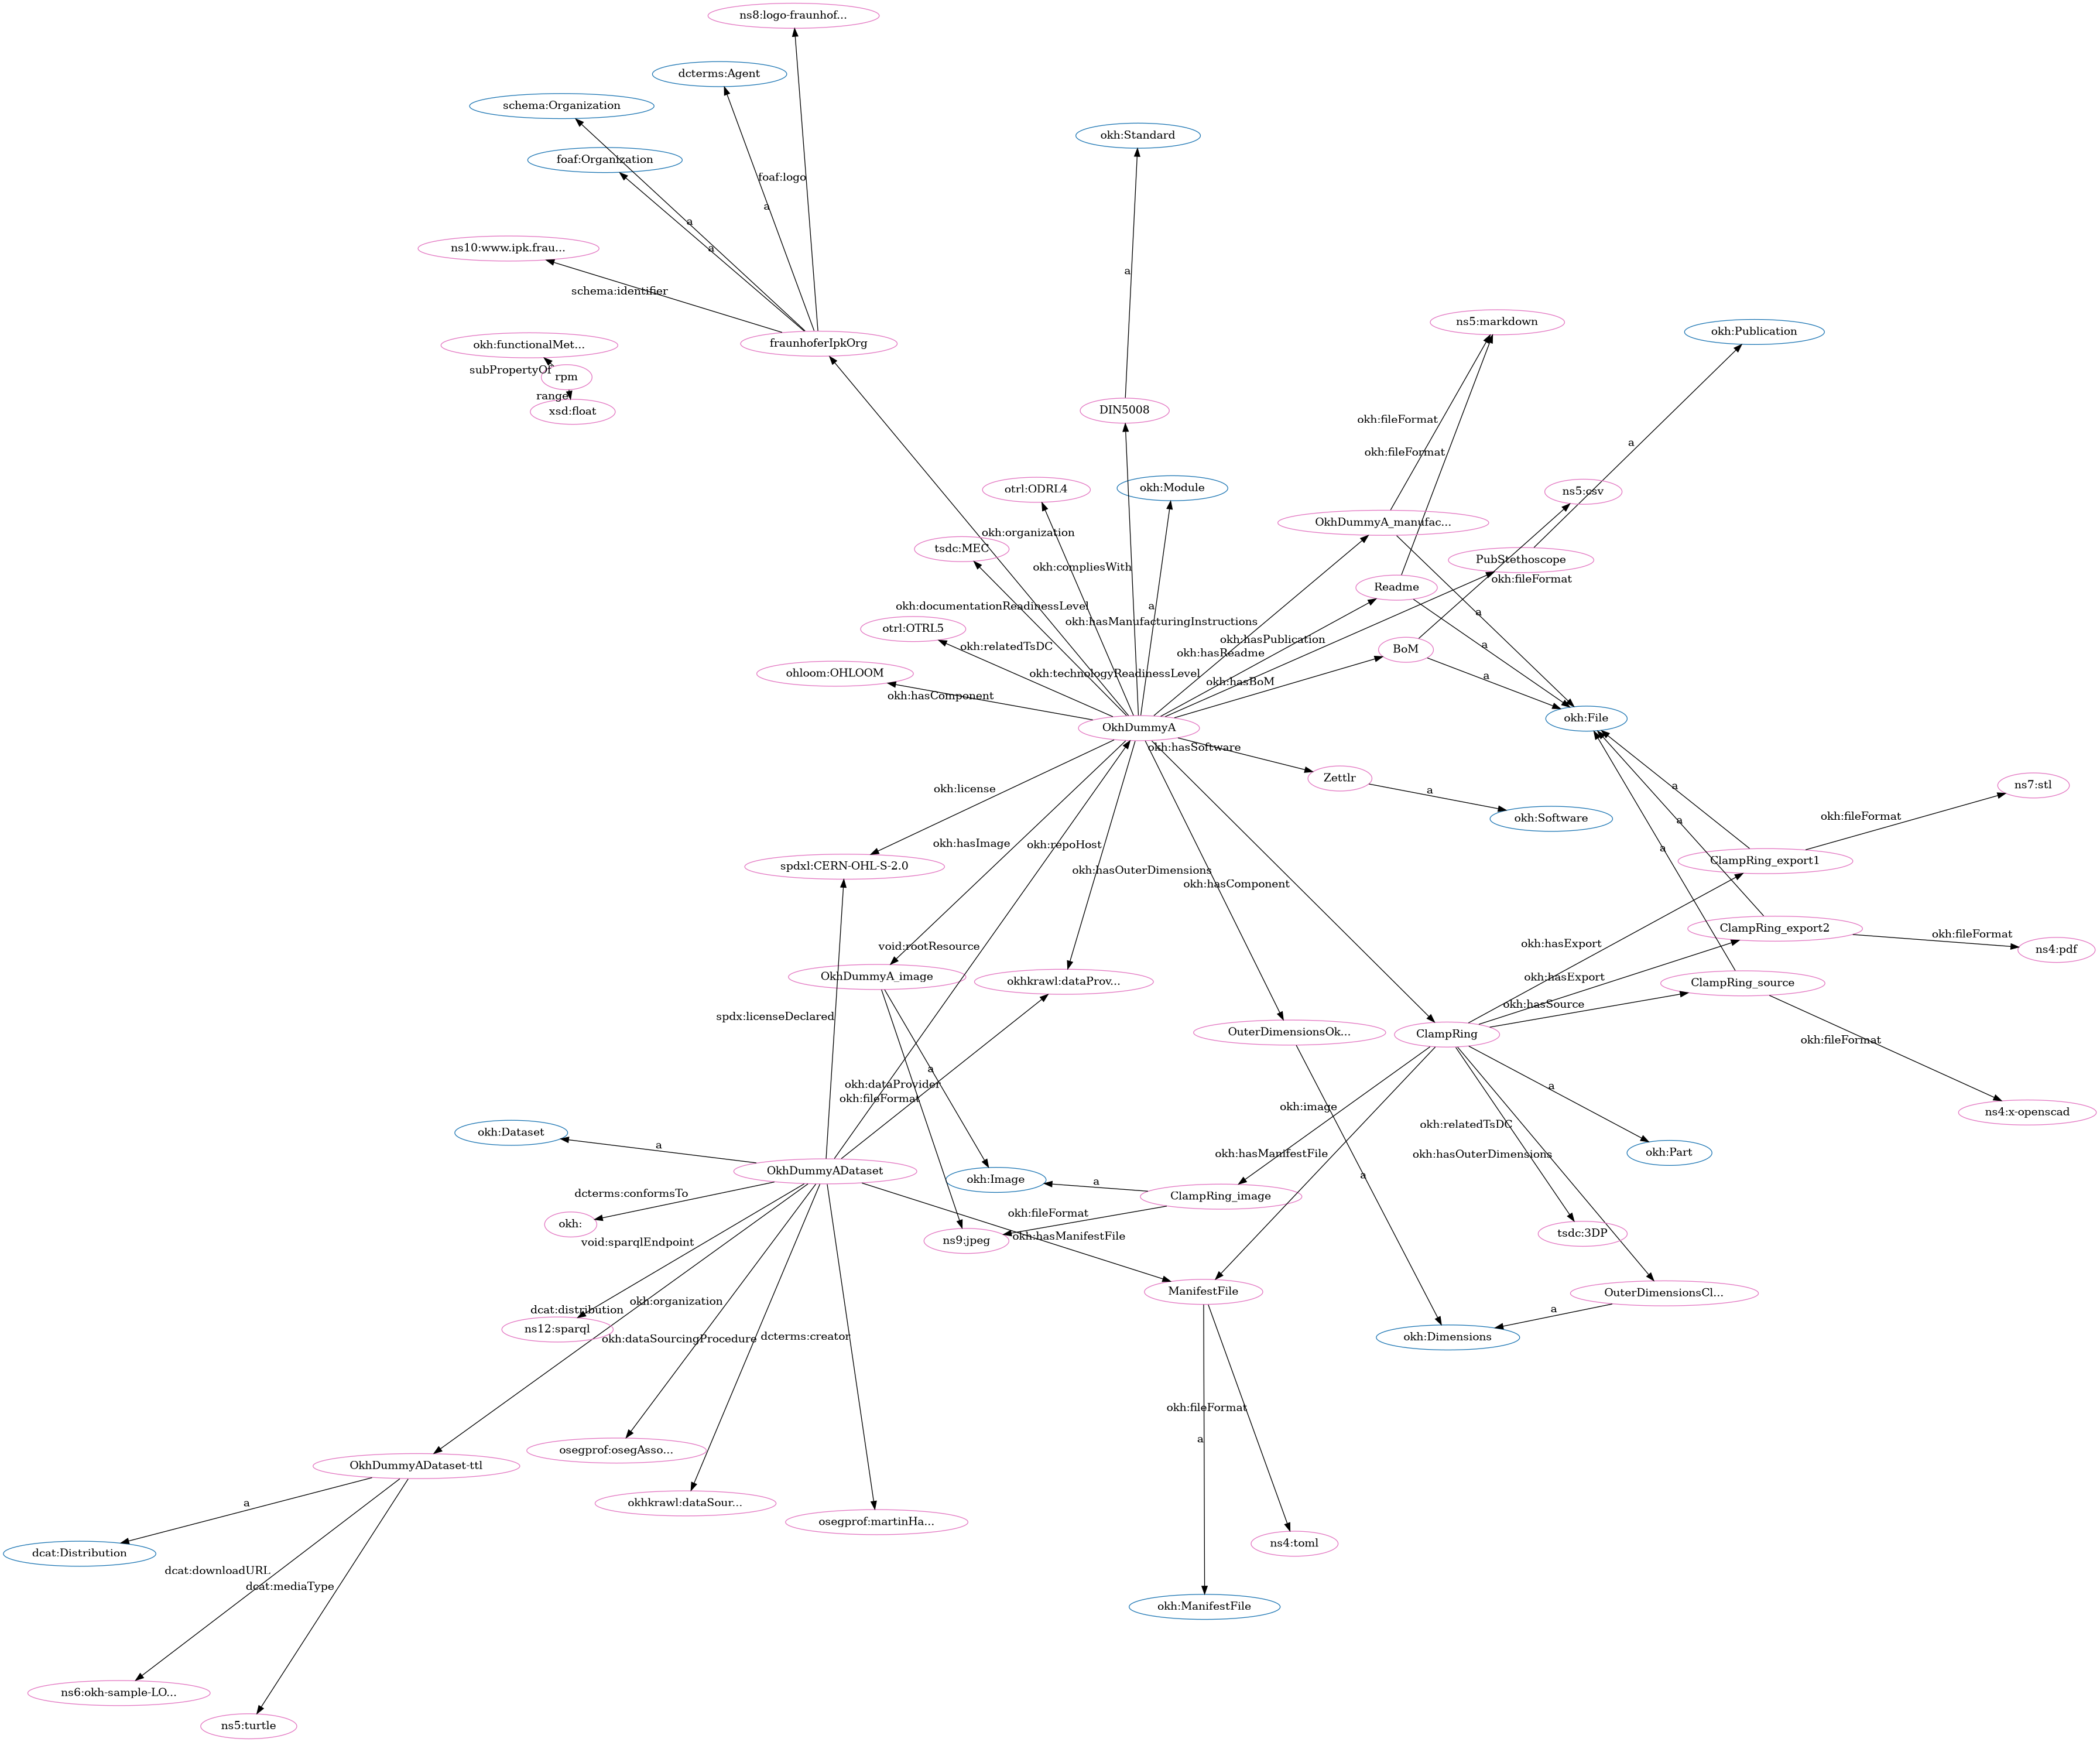 ns8:logo-fraunhof...
dcterms:Agent
schema:Organization
okh:Standard
foaf:Organization
foaf:logo
a
a
a
ns10:www.ipk.frau...
a
schema:identifier
ns5:markdown
okh:Publication
fraunhoferIpkOrg
okh:functionalMet...
subPropertyOf
rpm
range
xsd:float
DIN5008
okh:fileFormat
a
okh:fileFormat
otrl:ODRL4
okh:Module
ns5:csv
OkhDummyA_manufac...
okh:organization
tsdc:MEC
PubStethoscope
okh:compliesWith
okh:fileFormat
Readme
okh:documentationReadinessLevel
a
a
okh:hasManufacturingInstructions
otrl:OTRL5
okh:hasPublication
okh:relatedTsDC
a
okh:hasReadme
BoM
ohloom:OHLOOM
okh:technologyReadinessLevel
a
okh:hasBoM
okh:hasComponent
okh:File
OkhDummyA
okh:hasSoftware
Zettlr
okh:license
a
a
ns7:stl
okh:fileFormat
okh:Software
a
okh:hasImage
okh:repoHost
a
ClampRing_export1
spdxl:CERN-OHL-S-2.0
okh:hasOuterDimensions
okh:hasComponent
ClampRing_export2
okh:fileFormat
void:rootResource
okh:hasExport
ns4:pdf
OkhDummyA_image
okhkrawl:dataProv...
okh:hasExport
ClampRing_source
okh:hasSource
spdx:licenseDeclared
OuterDimensionsOk...
ClampRing
okh:fileFormat
a
okh:dataProvider
a
okh:fileFormat
okh:image
ns4:x-openscad
okh:relatedTsDC
okh:Dataset
a
okh:hasManifestFile
okh:hasOuterDimensions
okh:Part
OkhDummyADataset
okh:Image
a
a
dcterms:conformsTo
ClampRing_image
okh:fileFormat
okh:
tsdc:3DP
okh:hasManifestFile
void:sparqlEndpoint
ns9:jpeg
ManifestFile
OuterDimensionsCl...
okh:organization
dcat:distribution
a
ns12:sparql
okh:dataSourcingProcedure
dcterms:creator
okh:Dimensions
okh:fileFormat
a
osegprof:osegAsso...
OkhDummyADataset-ttl
a
okhkrawl:dataSour...
osegprof:martinHa...
ns4:toml
dcat:Distribution
dcat:downloadURL
dcat:mediaType
okh:ManifestFile
ns6:okh-sample-LO...
ns5:turtle